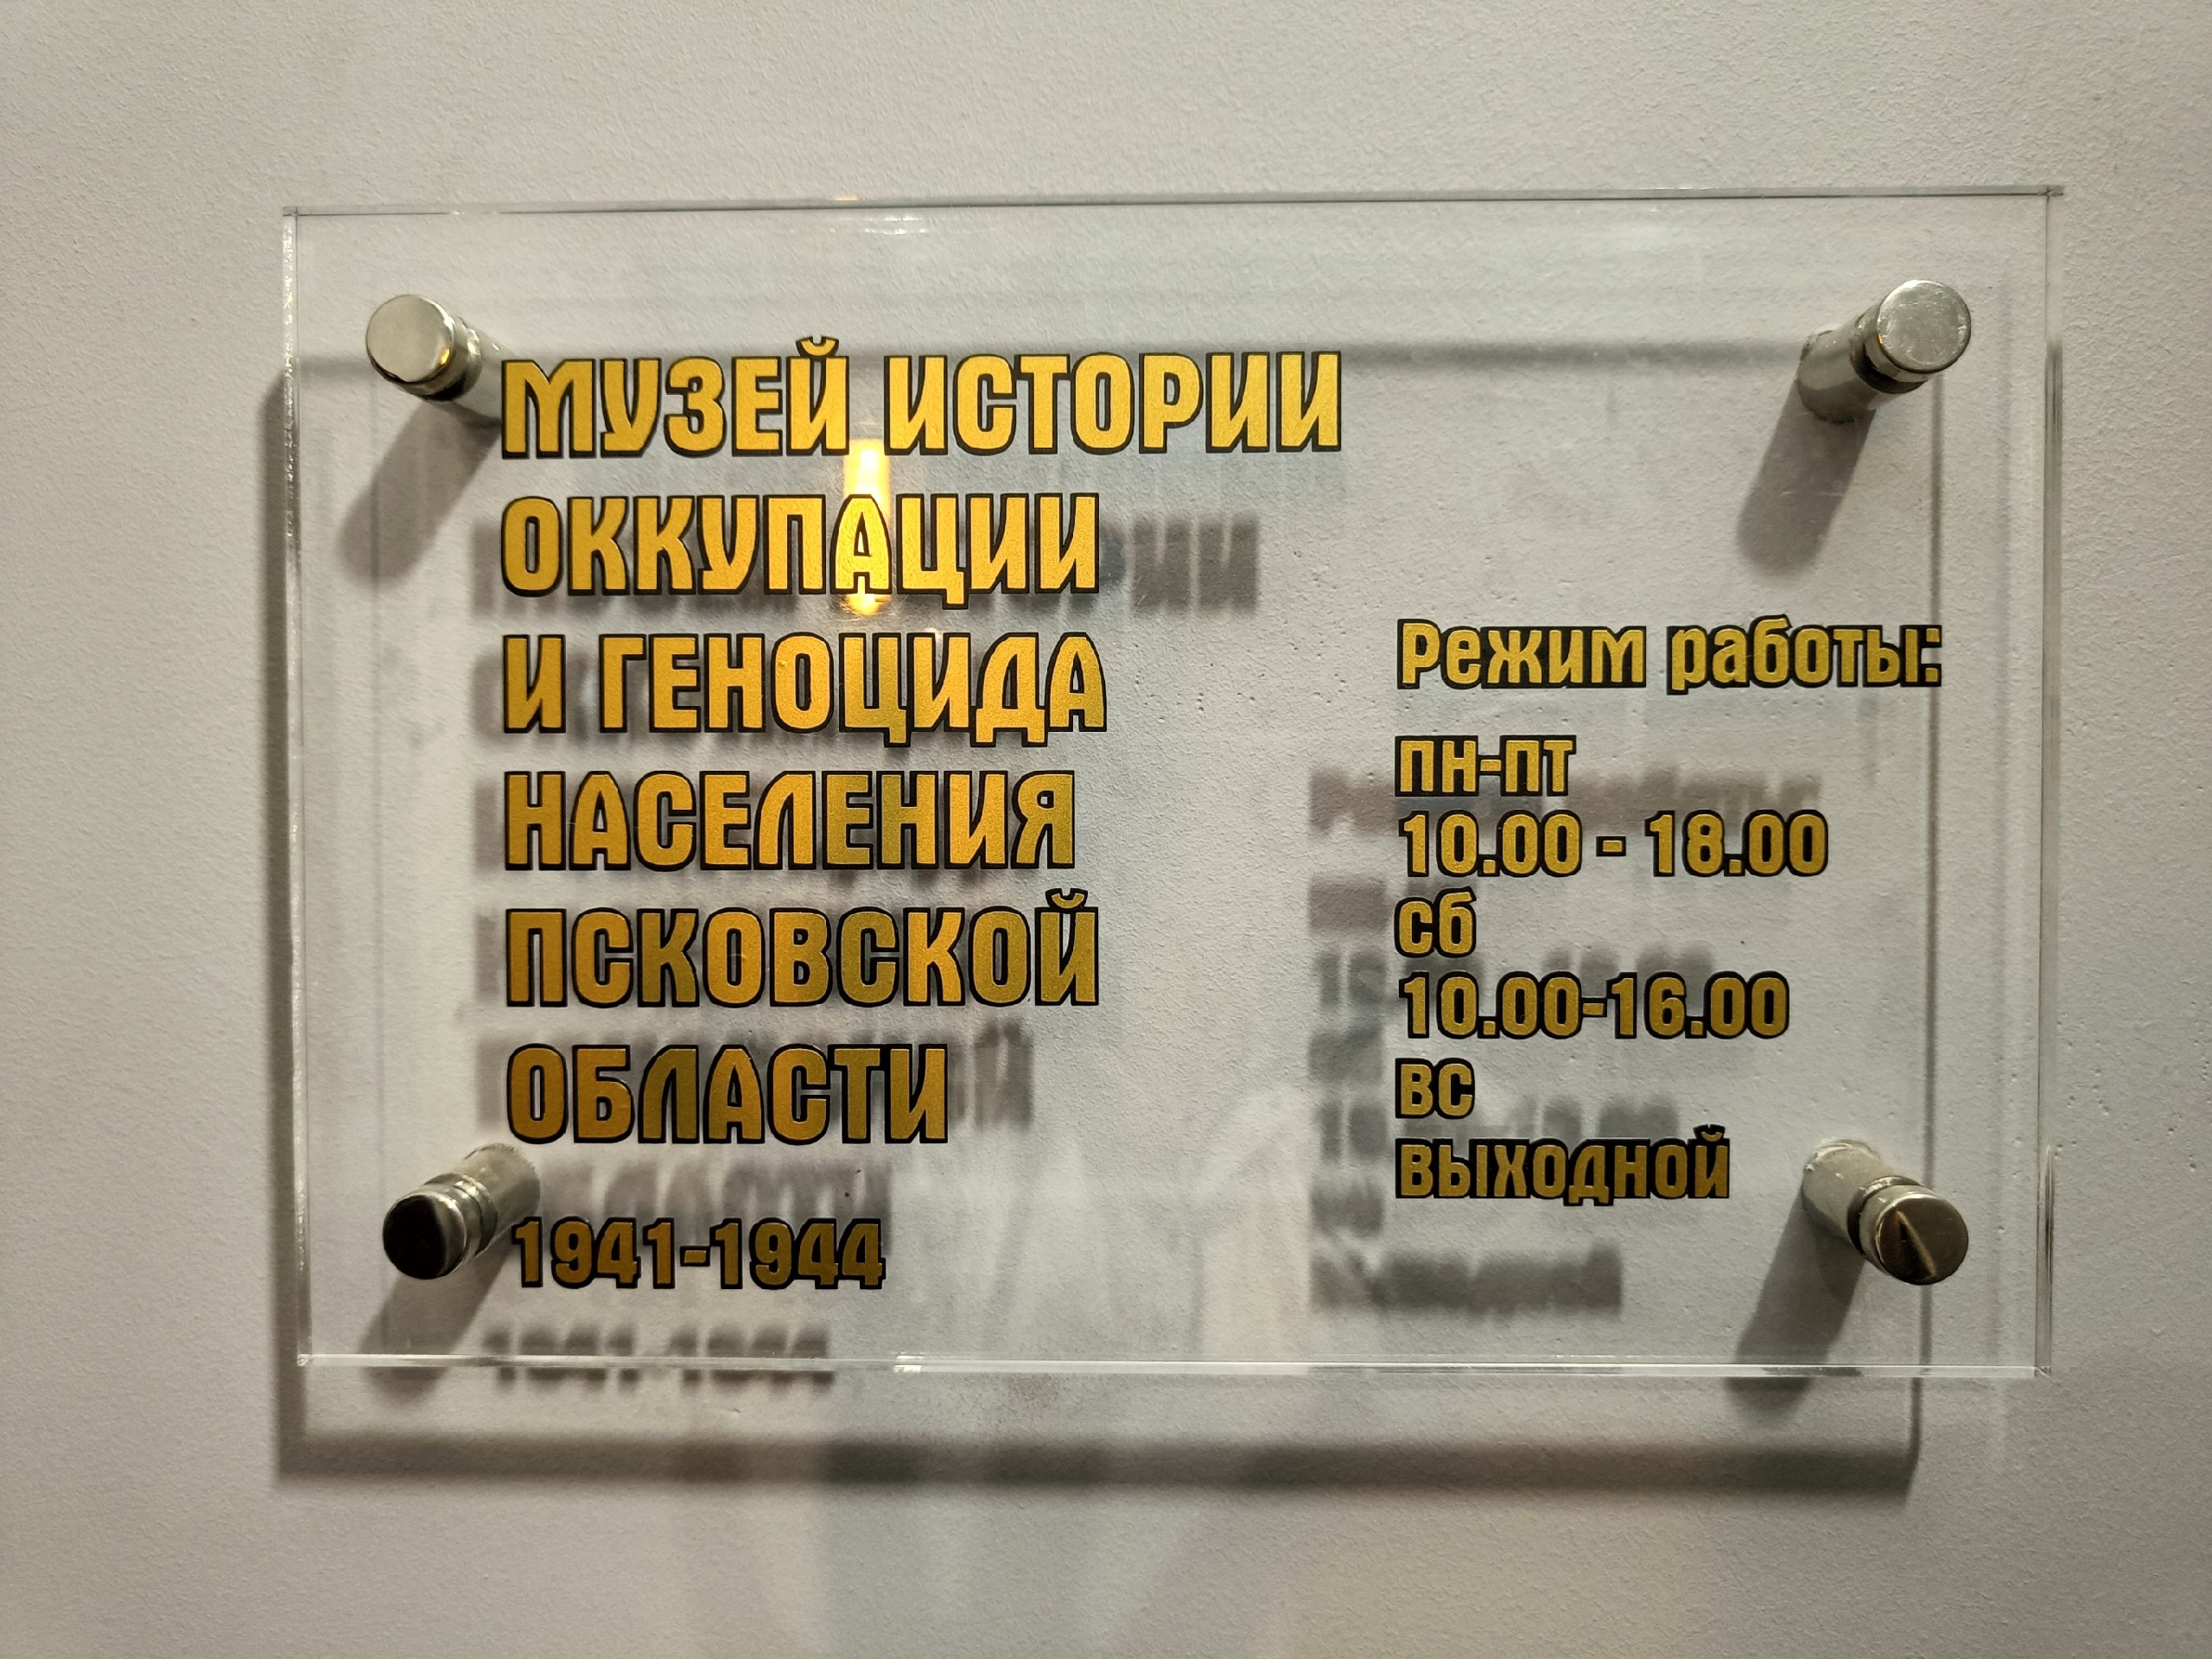 МУЗЕЙ ИСТОРИИ
ОККУПАЦИИ
И ГЕНОЦИДА
НАСЕЛЕНИЯ
ПСКОВСКОЙ
ОБЛАСТИ
1941-1944
Режим работы:
пн-пт
10.00 - 18.00
сб
10.00-16.00
вс
выходной